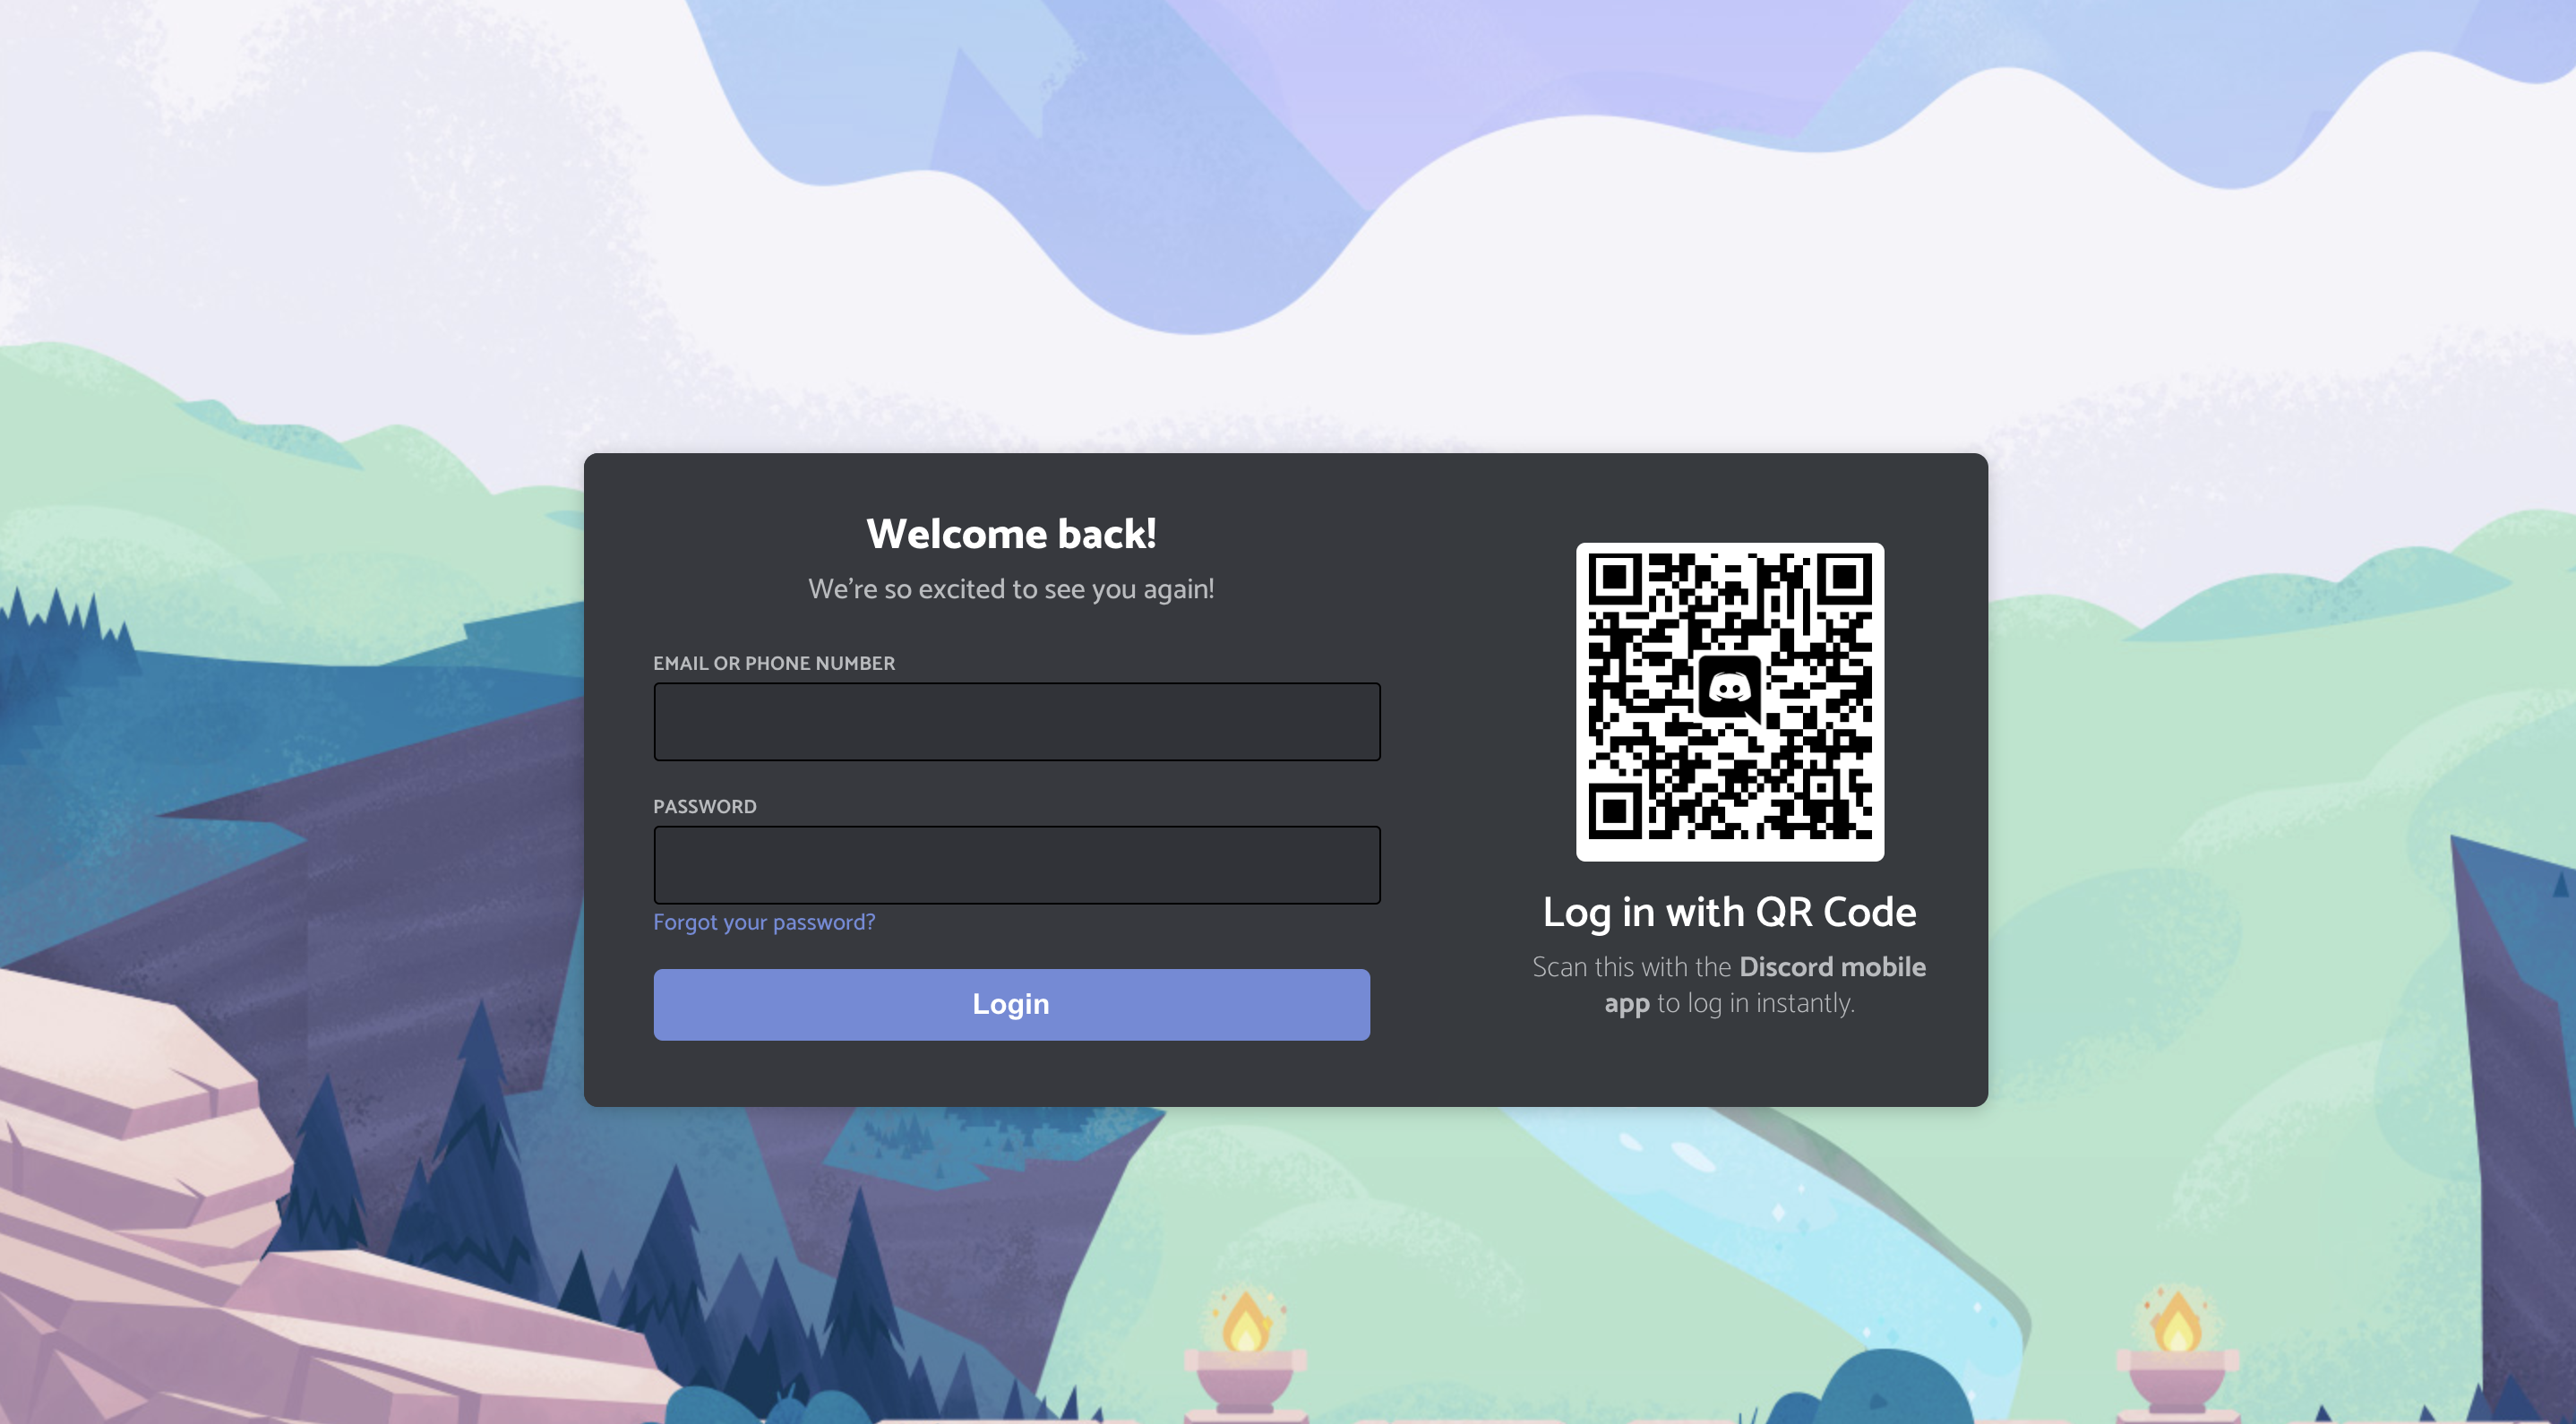 Welcome back!
We're so excited to see you again!
EMAIL OR PHONE NUMBER
PASSWORD
Forgot your password?
Login
Log in with QR Code
Scan this with the Discord mobile
app to log in instantly.